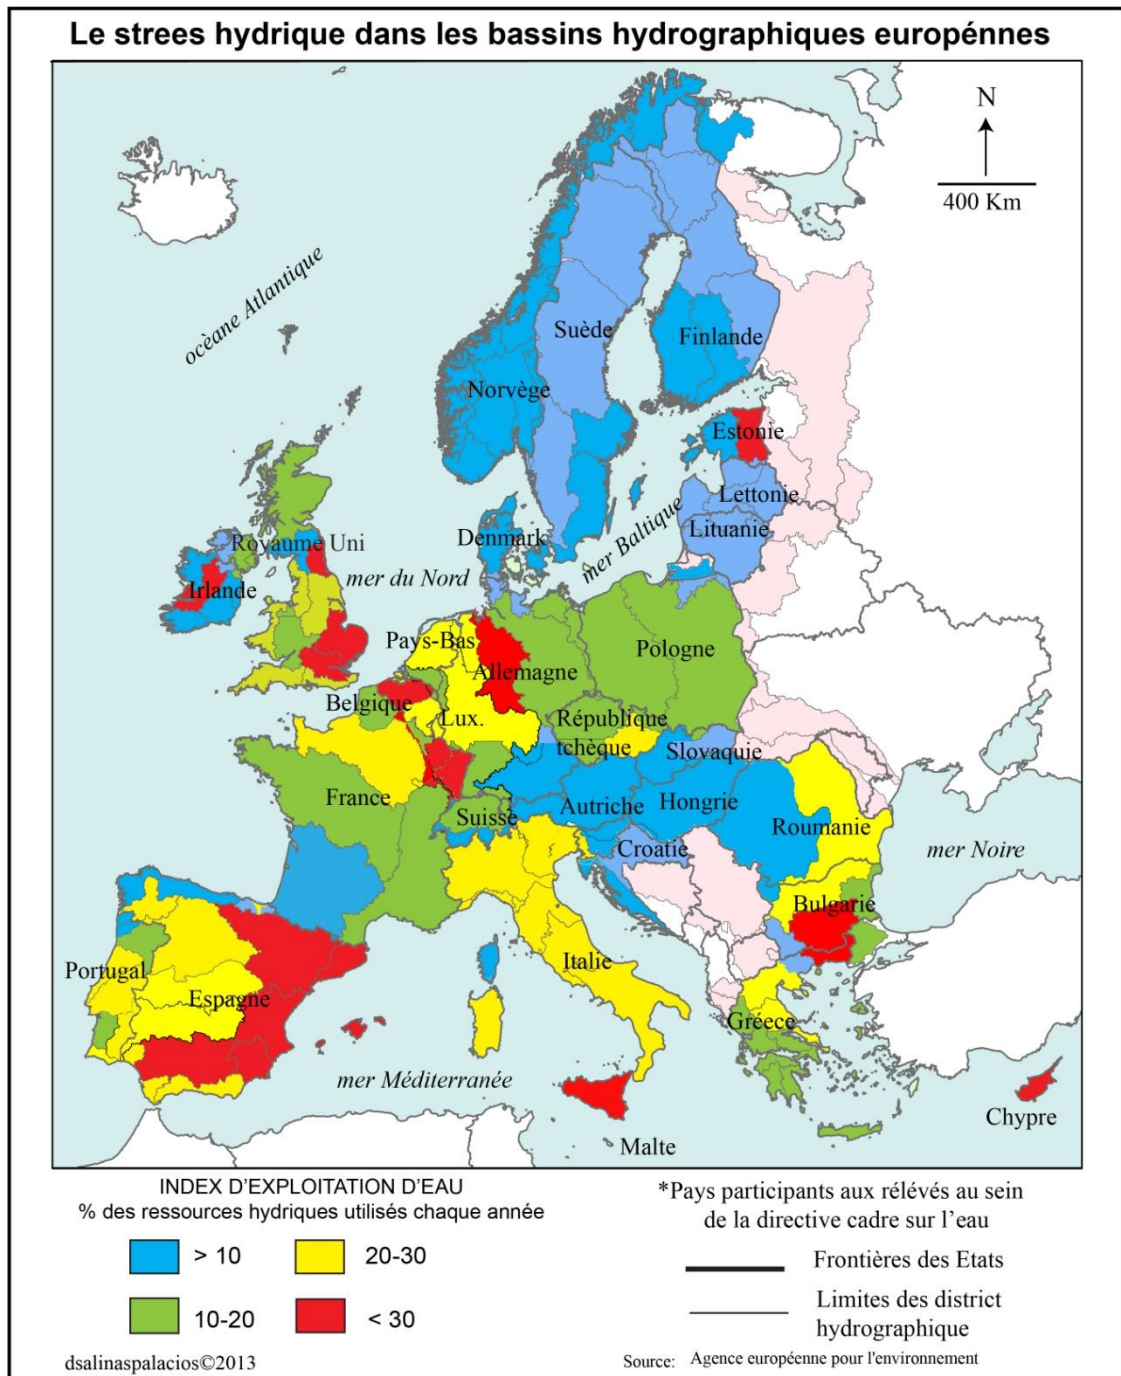 Le strees hydrique dans les bassins hydrographiques europénnes
N
400 Km
ocèane Atlantique
Suède
Finlande
Norvège
Estonie
Lettonie
Lituanie
mer Baltique
Denmark
Royaume Uni
mer du Nord
Irlande
Pays-Bas
Allemagne
Pologne
Belgique
Lux.
République
tchèque
Slovaquie
France
Suisse
Autriche
Hongrie
Roumanie
Croatie
mer Noire
Bulgarie
Portugal
Espagne
Italie
Gréece
mer Méditerranée
Chypre
Malte
INDEX D'EXPLOITATION D'EAU
% des ressources hydriques utilisés chaque année
> 10
20-30
10-20
< 30
dsalinaspalacios©2013
*Pays participants aux rélévés au sein
de la directive cadre sur l'eau
Frontières des Etats
Limites des district
hydrographique
Source: Agence européenne pour l'environnement